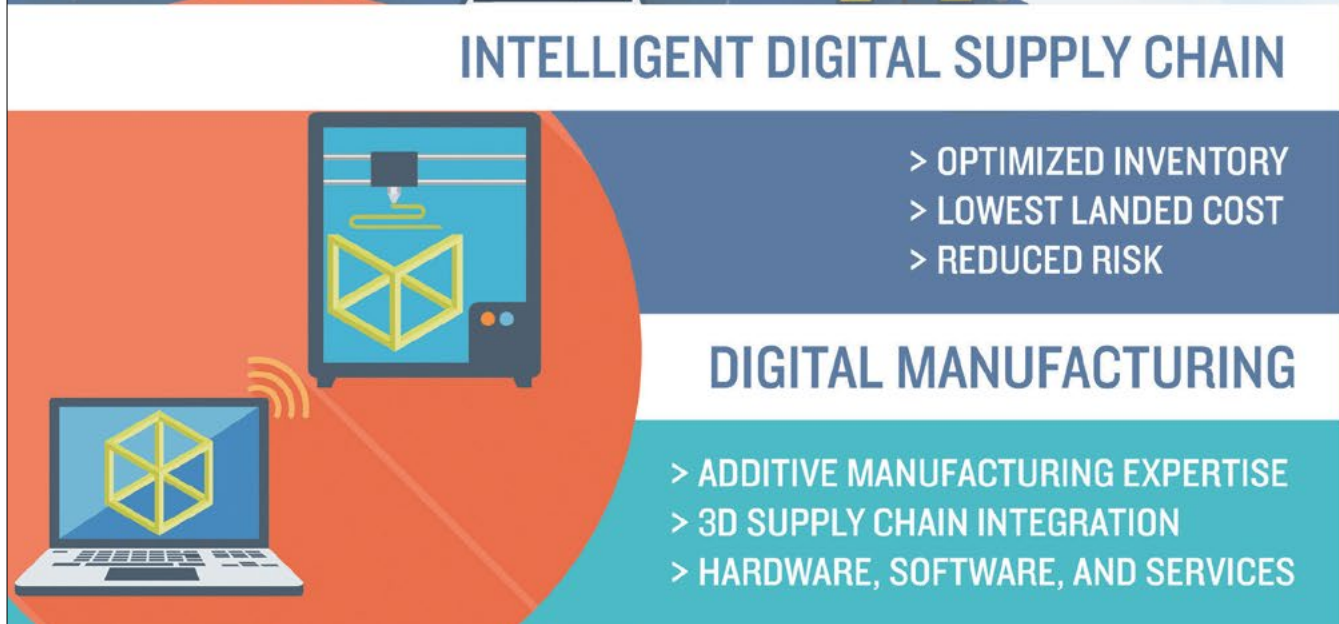 INTELLIGENT DIGITAL SUPPLY CHAIN
> OPTIMIZED INVENTORY
> LOWEST LANDED COST
> REDUCED RISK
DIGITAL MANUFACTURING
> ADDITIVE MANUFACTURING EXPERTISE
> 3D SUPPLY CHAIN INTEGRATION
> HARDWARE, SOFTWARE, AND SERVICES